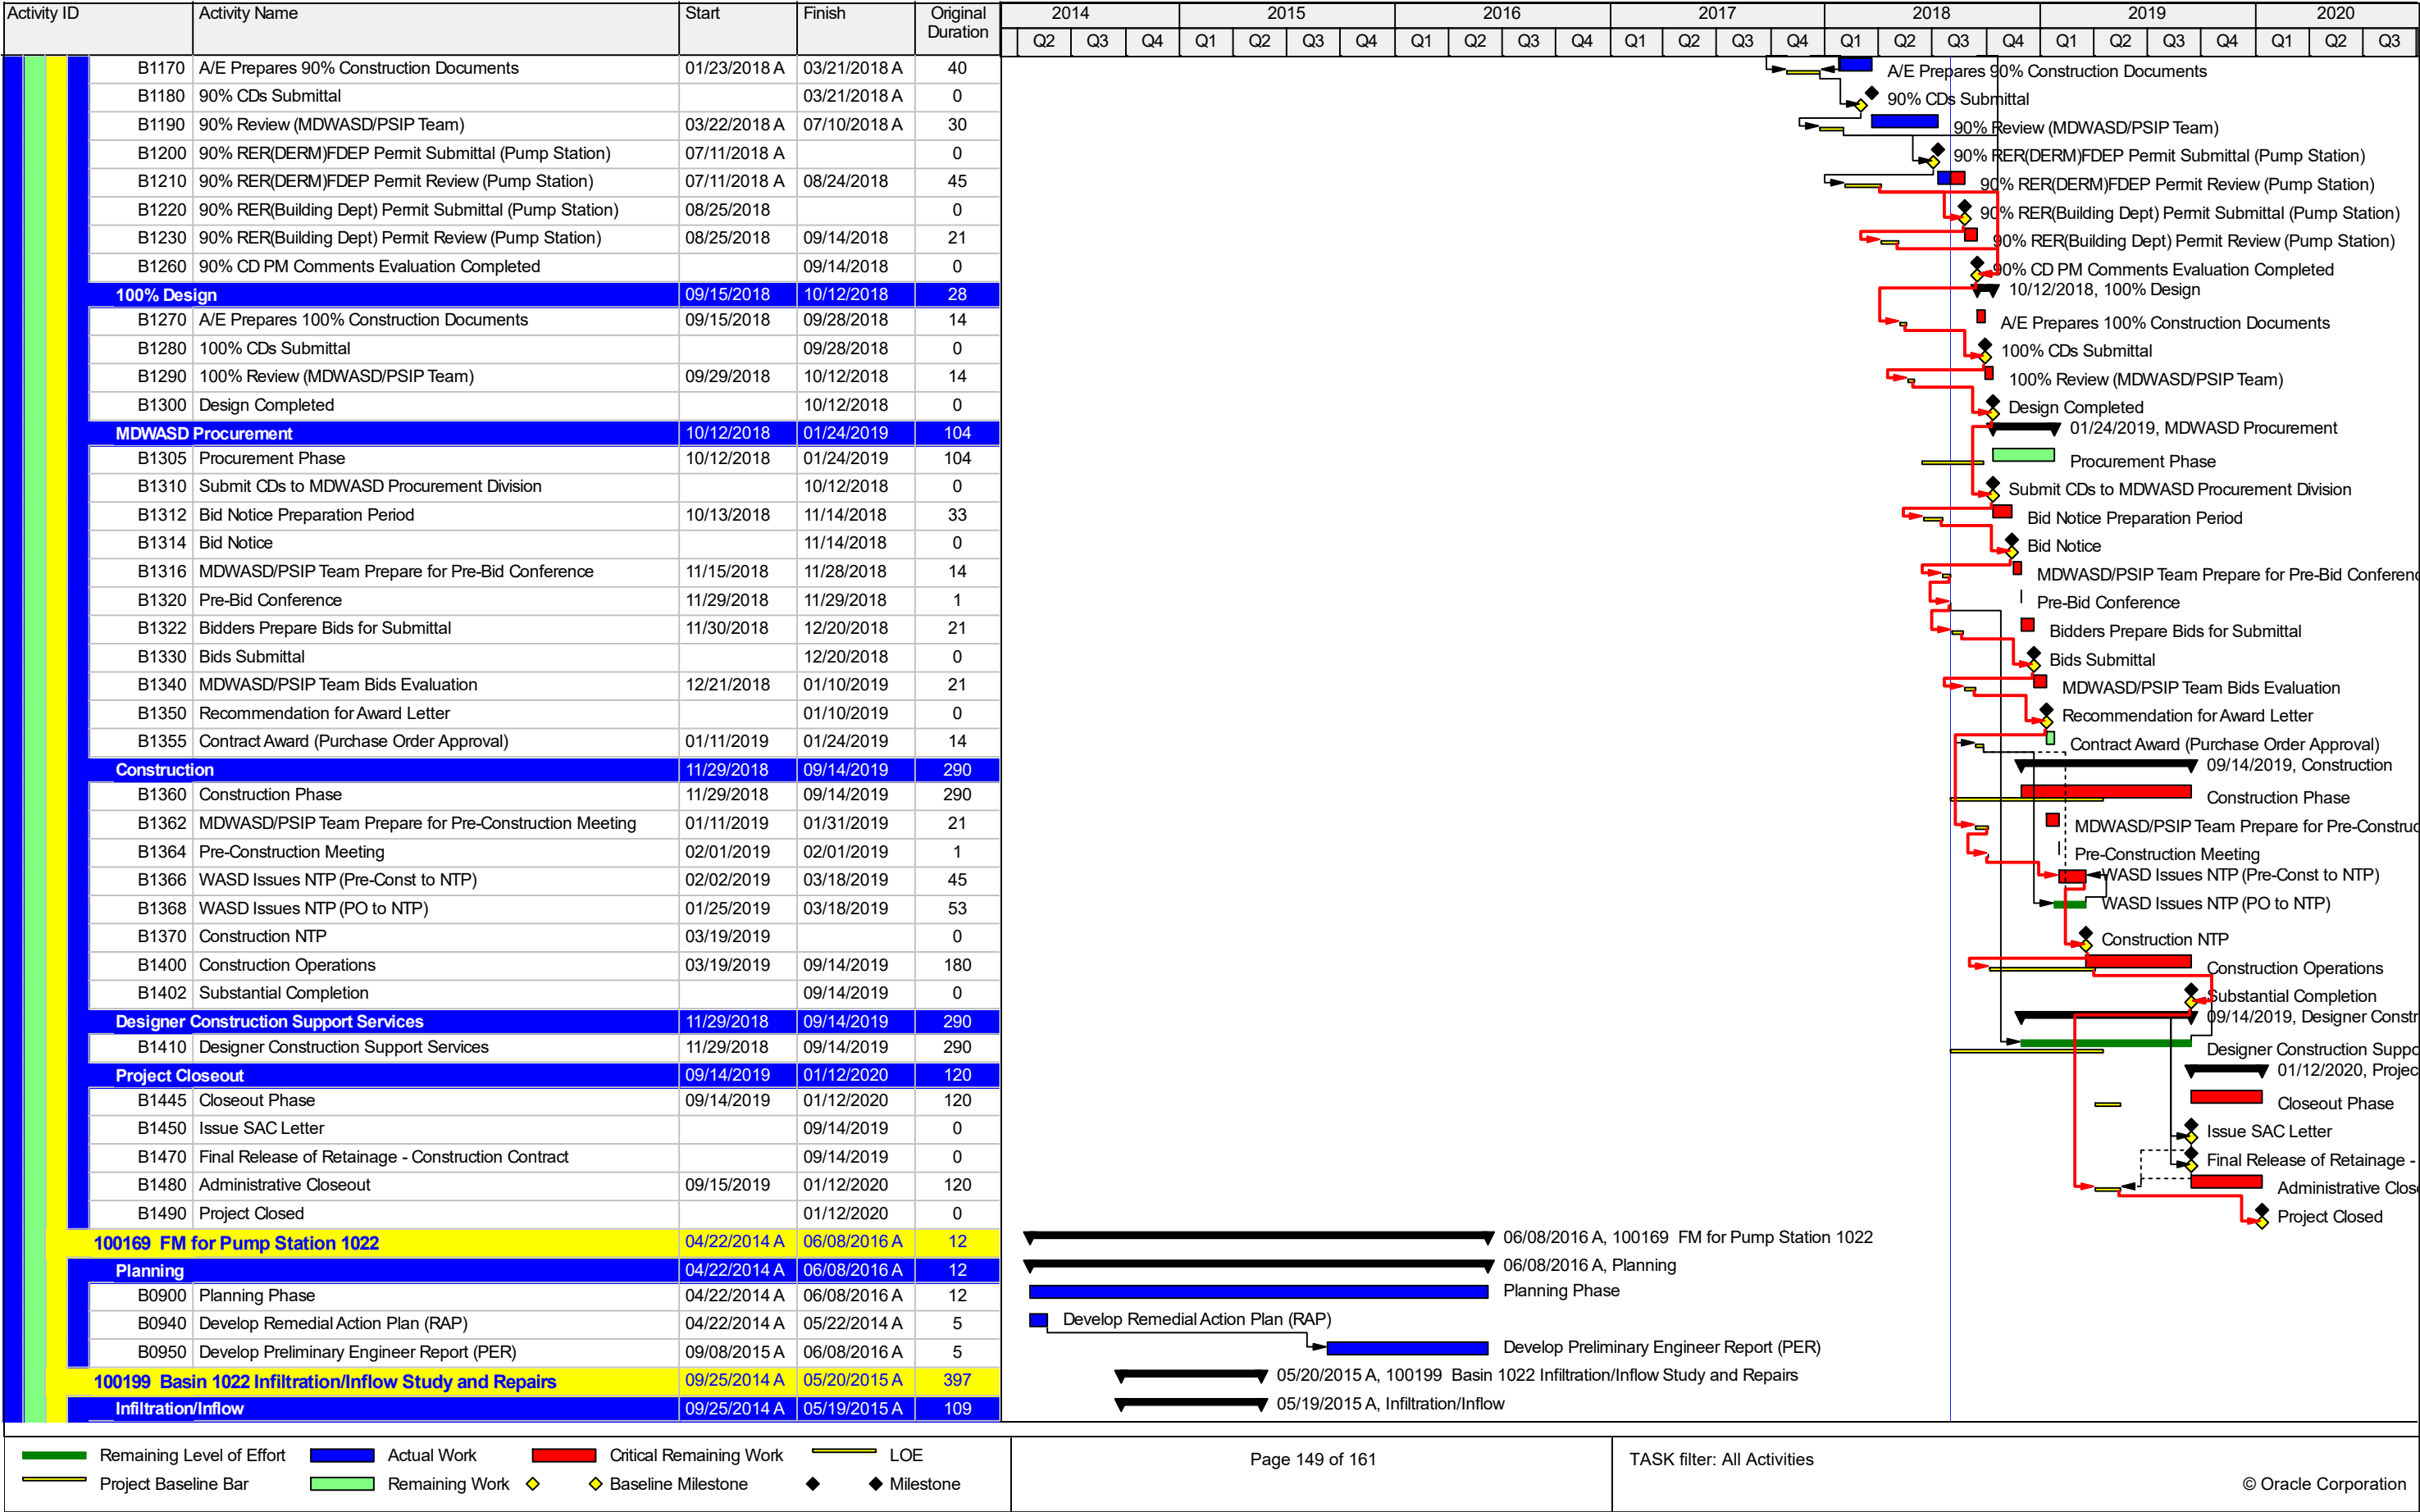 Activity ID Activity Name Start Finish Original Duration 2014 2015 2016 2017 2018 2019 2020
Q2 Q3 Q4 Q1 Q2 Q3 Q4 Q1 Q2 Q3 Q4 Q1 Q2 Q3 Q4 Q1 Q2 Q3 Q4 Q1 Q2 Q3 Q4 Q1 Q2 Q3
B1170 A/E Prepares 90% Construction Documents 01/23/2018 A 03/21/2018 A 40 A/E Prepares 90% Construction Documents
B1180 90% CDs Submittal 03/21/2018 A 0 90% CDs Submittal
B1190 90% Review (MDWASD/PSIP Team) 03/22/2018 A 07/10/2018 A 30 90% Review (MDWASD/PSIP Team)
B1200 90% RER(DERM)FDEP Permit Submittal (Pump Station) 07/11/2018 A 0 90% RER(DERM)FDEP Permit Submittal (Pump Station)
B1210 90% RER(DERM)FDEP Permit Review (Pump Station) 07/11/2018 A 08/24/2018 45 90% RER(DERM)FDEP Permit Review (Pump Station)
B1220 90% RER(Building Dept) Permit Submittal (Pump Station) 08/25/2018 0 90% RER(Building Dept) Permit Submittal (Pump Station)
B1230 90% RER(Building Dept) Permit Review (Pump Station) 08/25/2018 09/14/2018 21 90% RER(Building Dept) Permit Review (Pump Station)
B1260 90% CD PM Comments Evaluation Completed 09/14/2018 0 90% CD PM Comments Evaluation Completed
100% Design 09/15/2018 10/12/2018 28 10/12/2018, 100% Design
B1270 A/E Prepares 100% Construction Documents 09/15/2018 09/28/2018 14 A/E Prepares 100% Construction Documents
B1280 100% CDs Submittal 09/28/2018 0 100% CDs Submittal
B1290 100% Review (MDWASD/PSIP Team) 09/29/2018 10/12/2018 14 100% Review (MDWASD/PSIP Team)
B1300 Design Completed 10/12/2018 0 Design Completed
MDWASD Procurement 10/12/2018 01/24/2019 104 01/24/2019, MDWASD Procurement
B1305 Procurement Phase 10/12/2018 01/24/2019 104 Procurement Phase
B1310 Submit CDs to MDWASD Procurement Division 10/12/2018 0 Submit CDs to MDWASD Procurement Division
B1312 Bid Notice Preparation Period 10/13/2018 11/14/2018 33 Bid Notice Preparation Period
B1314 Bid Notice 11/14/2018 0 Bid Notice
B1316 MDWASD/PSIP Team Prepare for Pre-Bid Conference 11/15/2018 11/28/2018 14 MDWASD/PSIP Team Prepare for Pre-Bid Conferenc
B1320 Pre-Bid Conference 11/29/2018 11/29/2018 1 Pre-Bid Conference
B1322 Bidders Prepare Bids for Submittal 11/30/2018 12/20/2018 21 Bidders Prepare Bids for Submittal
B1330 Bids Submittal 12/20/2018 0 Bids Submittal
B1340 MDWASD/PSIP Team Bids Evaluation 12/21/2018 01/10/2019 21 MDWASD/PSIP Team Bids Evaluation
B1350 Recommendation for Award Letter 01/10/2019 0 Recommendation for Award Letter
B1355 Contract Award (Purchase Order Approval) 01/11/2019 01/24/2019 14 Contract Award (Purchase Order Approval)
Construction 11/29/2018 09/14/2019 290 09/14/2019, Construction
B1360 Construction Phase 11/29/2018 09/14/2019 290 Construction Phase
B1362 MDWASD/PSIP Team Prepare for Pre-Construction Meeting 01/11/2019 01/31/2019 21 MDWASD/PSIP Team Prepare for Pre-Construc
B1364 Pre-Construction Meeting 02/01/2019 02/01/2019 1 Pre-Construction Meeting
B1366 WASD Issues NTP (Pre-Const to NTP) 02/02/2019 03/18/2019 45 WASD Issues NTP (Pre-Const to NTP)
B1368 WASD Issues NTP (PO to NTP) 01/25/2019 03/18/2019 53 WASD Issues NTP (PO to NTP)
B1370 Construction NTP 03/19/2019 0 Construction NTP
B1400 Construction Operations 03/19/2019 09/14/2019 180 Construction Operations
B1402 Substantial Completion 09/14/2019 0 Substantial Completion
Designer Construction Support Services 11/29/2018 09/14/2019 290 09/14/2019, Designer Constr
B1410 Designer Construction Support Services 11/29/2018 09/14/2019 290 Designer Construction Suppo
Project Closeout 09/14/2019 01/12/2020 120 01/12/2020, Projec
B1445 Closeout Phase 09/14/2019 01/12/2020 120 Closeout Phase
B1450 Issue SAC Letter 09/14/2019 0 Issue SAC Letter
B1470 Final Release of Retainage - Construction Contract 09/14/2019 0 Final Release of Retainage -
B1480 Administrative Closeout 09/15/2019 01/12/2020 120 Administrative Clos
B1490 Project Closed 01/12/2020 0 Project Closed
100169 FM for Pump Station 1022 04/22/2014 A 06/08/2016 A 12 06/08/2016 A, 100169 FM for Pump Station 1022
Planning 04/22/2014 A 06/08/2016 A 12 06/08/2016 A, Planning
B0900 Planning Phase 04/22/2014 A 06/08/2016 A 12 Planning Phase
B0940 Develop Remedial Action Plan (RAP) 04/22/2014 A 05/22/2014 A 5 Develop Remedial Action Plan (RAP)
B0950 Develop Preliminary Engineer Report (PER) 09/08/2015 A 06/08/2016 A 5 Develop Preliminary Engineer Report (PER)
100199 Basin 1022 Infiltration/Inflow Study and Repairs 09/25/2014 A 05/20/2015 A 397 05/20/2015 A, 100199 Basin 1022 Infiltration/Inflow Study and Repairs
Infiltration/Inflow 09/25/2014 A 05/19/2015 A 109 05/19/2015 A, Infiltration/Inflow
Remaining Level of Effort Actual Work Critical Remaining Work LOE Page 149 of 161 TASK filter: All Activities
Project Baseline Bar Remaining Work Baseline Milestone Milestone © Oracle Corporation